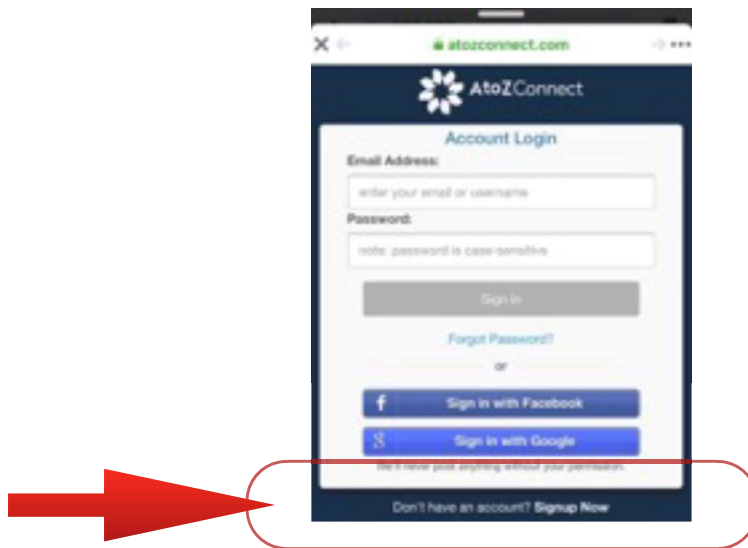 atozconnect.com
AtoZConnect
Account Login
Email Address:
enter your email or username
Password:
note: password is case-sensitive
Sign in
Forgot Password?
or
f Sign in with Facebook
8 Sign in with Google
We'll never post anything without your permission.
Don't have an account? Signup Now